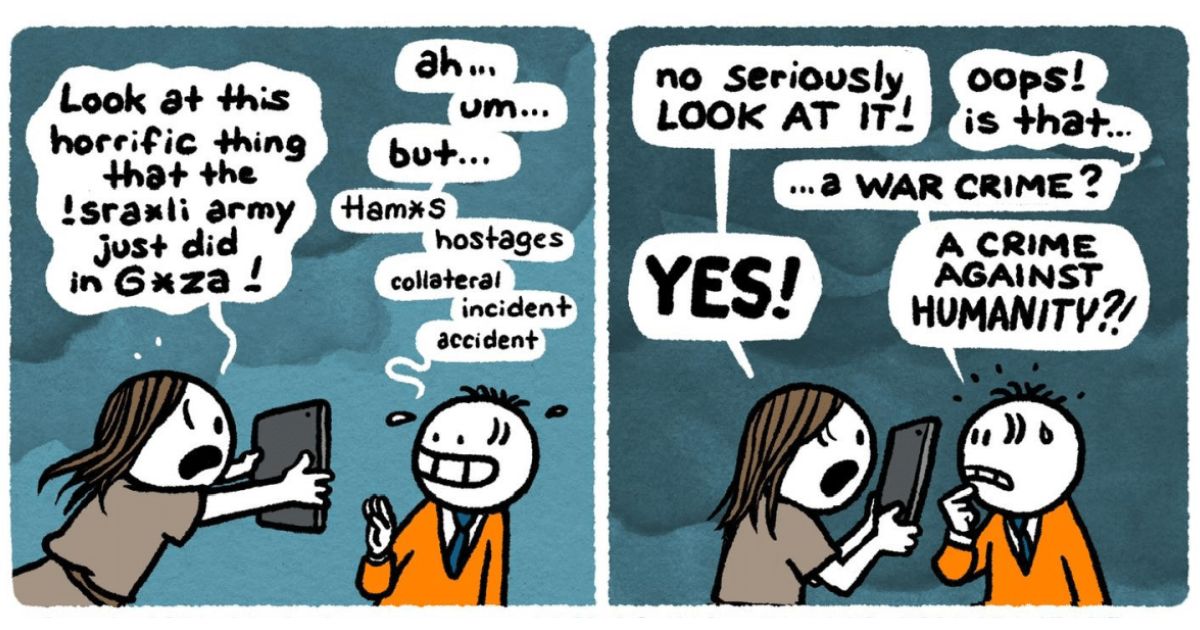 Look at this
horrific thing
that the
!sraxli army
just did
in G*za!
ah...
um...
but...
Ham*s
hostages
collateral
incident
accident
no seriously
LOOK AT IT!
YES!
oops!
is that...
...a WAR CRIME?
A CRIME
AGAINST
HUMANITY?!